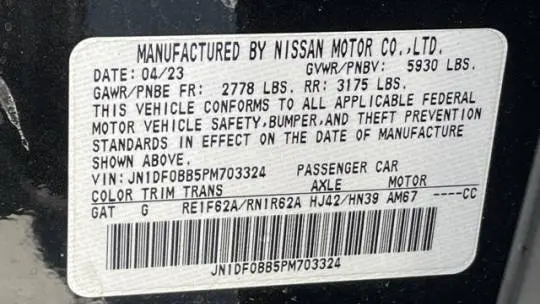 MANUFACTURED BY NISSAN MOTOR CO.,LTD.
DATE: 04/23 GVWR/PNBV: 5930 LBS.
GAWR/PNBE FR: 2778 LBS. RR: 3175 LBS.
THIS VEHICLE CONFORMS TO ALL APPLICABLE FEDERAL
MOTOR VEHICLE SAFETY,BUMPER,AND THEFT PREVENTION
STANDARDS IN EFFECT ON THE DATE OF MANUFACTURE
SHOWN ABOVE.
VIN: JN1DF0BB5PM703324 PASSENGER CAR
COLOR TRIM TRANS AXLE MOTOR
GAT G RE1F62A/RN1R62A HJ42/HN39 AM67 ----CC
JN1DF0BB5PM703324